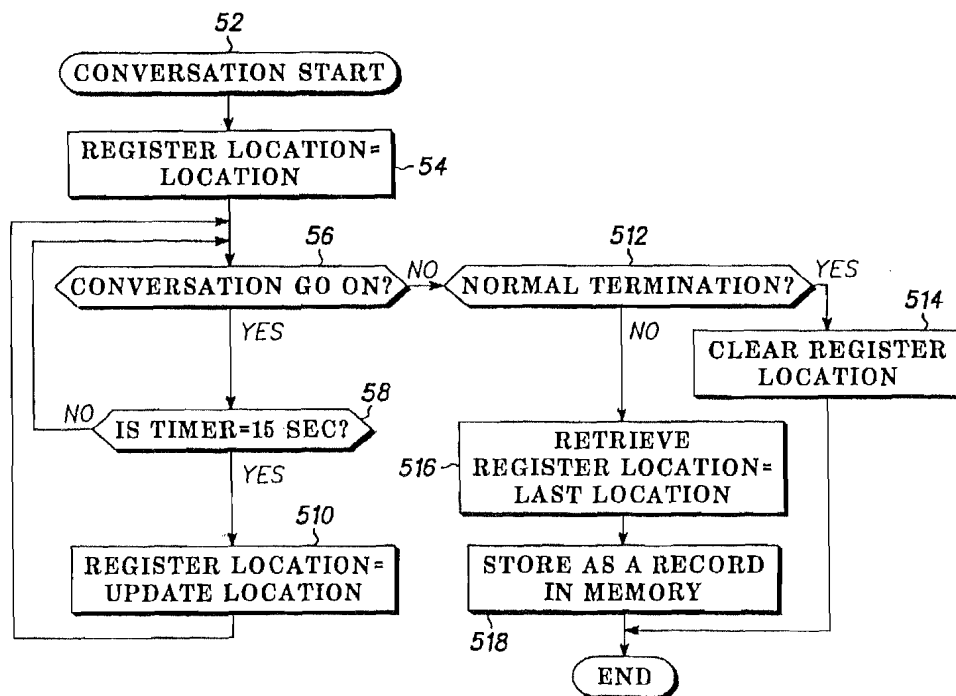 52
CONVERSATION START
REGISTER LOCATION=
LOCATION
54
56
CONVERSATION GO ON?
NO
512
NORMAL TERMINATION?
YES
514
CLEAR REGISTER
LOCATION
YES
NO
NO
58
IS TIMER=15 SEC?
YES
516
RETRIEVE
REGISTER LOCATION=
LAST LOCATION
510
REGISTER LOCATION=
UPDATE LOCATION
STORE AS A RECORD
IN MEMORY
518
END